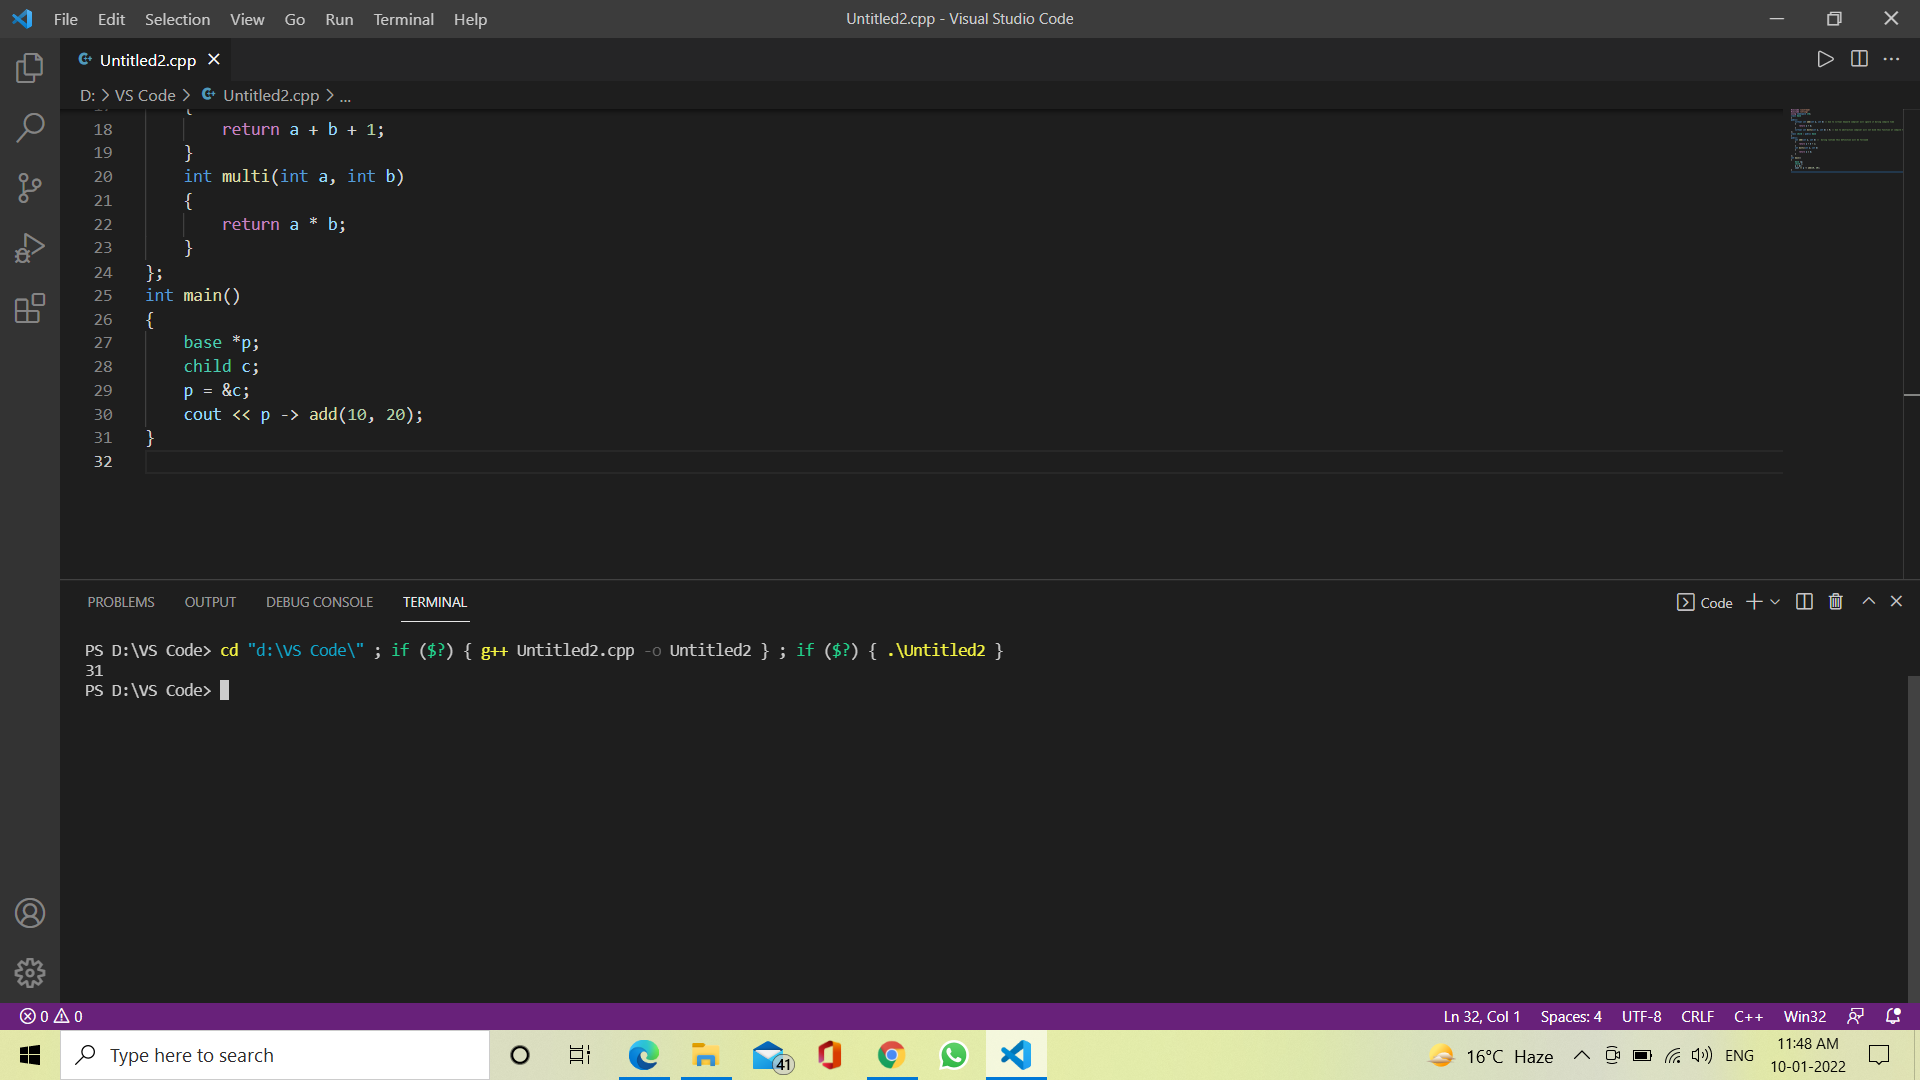 File Edit Selection View Go Run Terminal Help
Untitled2.cpp - Visual Studio Code
Untitled2.cpp
D: > VS Code > Untitled2.cpp > ...
{
18 return a + b + 1;
19 }
20 int multi(int a, int b)
21 {
22 return a * b;
23 }
24 };
25 int main()
26 {
27 base *p;
28 child c;
29 p = &c;
30 cout << p -> add(10, 20);
31 }
32
PROBLEMS OUTPUT DEBUG CONSOLE TERMINAL
Code
PS D:\VS Code> cd "d:\VS Code\" ; if ($?) { g++ Untitled2.cpp -o Untitled2 } ; if ($?) { .\Untitled2 }
31
PS D:\VS Code>
0 0
Ln 32, Col 1 Spaces: 4 UTF-8 CRLF C++ Win32
Type here to search
41
16°C Haze
ENG
11:48 AM
10-01-2022